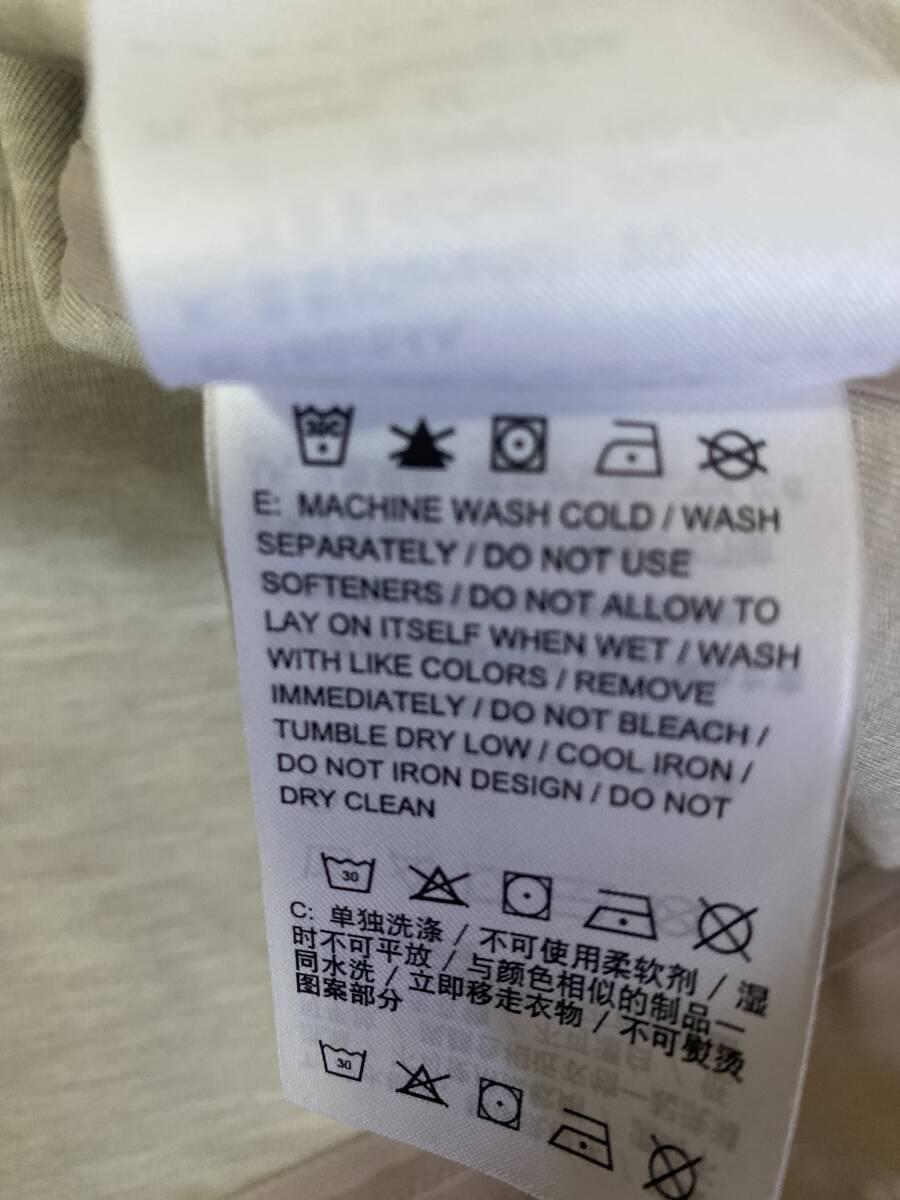 30C
E: MACHINE WASH COLD / WASH
SEPARATELY / DO NOT USE
SOFTENERS / DO NOT ALLOW TO
LAY ON ITSELF WHEN WET / WASH
WITH LIKE COLORS / REMOVE
IMMEDIATELY / DO NOT BLEACH /
TUMBLE DRY LOW / COOL IRON /
DO NOT IRON DESIGN / DO NOT
DRY CLEAN
30
C: 单独洗涤 / 不可使用柔软剂 / 湿
时不可平放 / 与颜色相似的制品一
同水洗 / 立即移走衣物 / 不可熨烫
图案部分
30